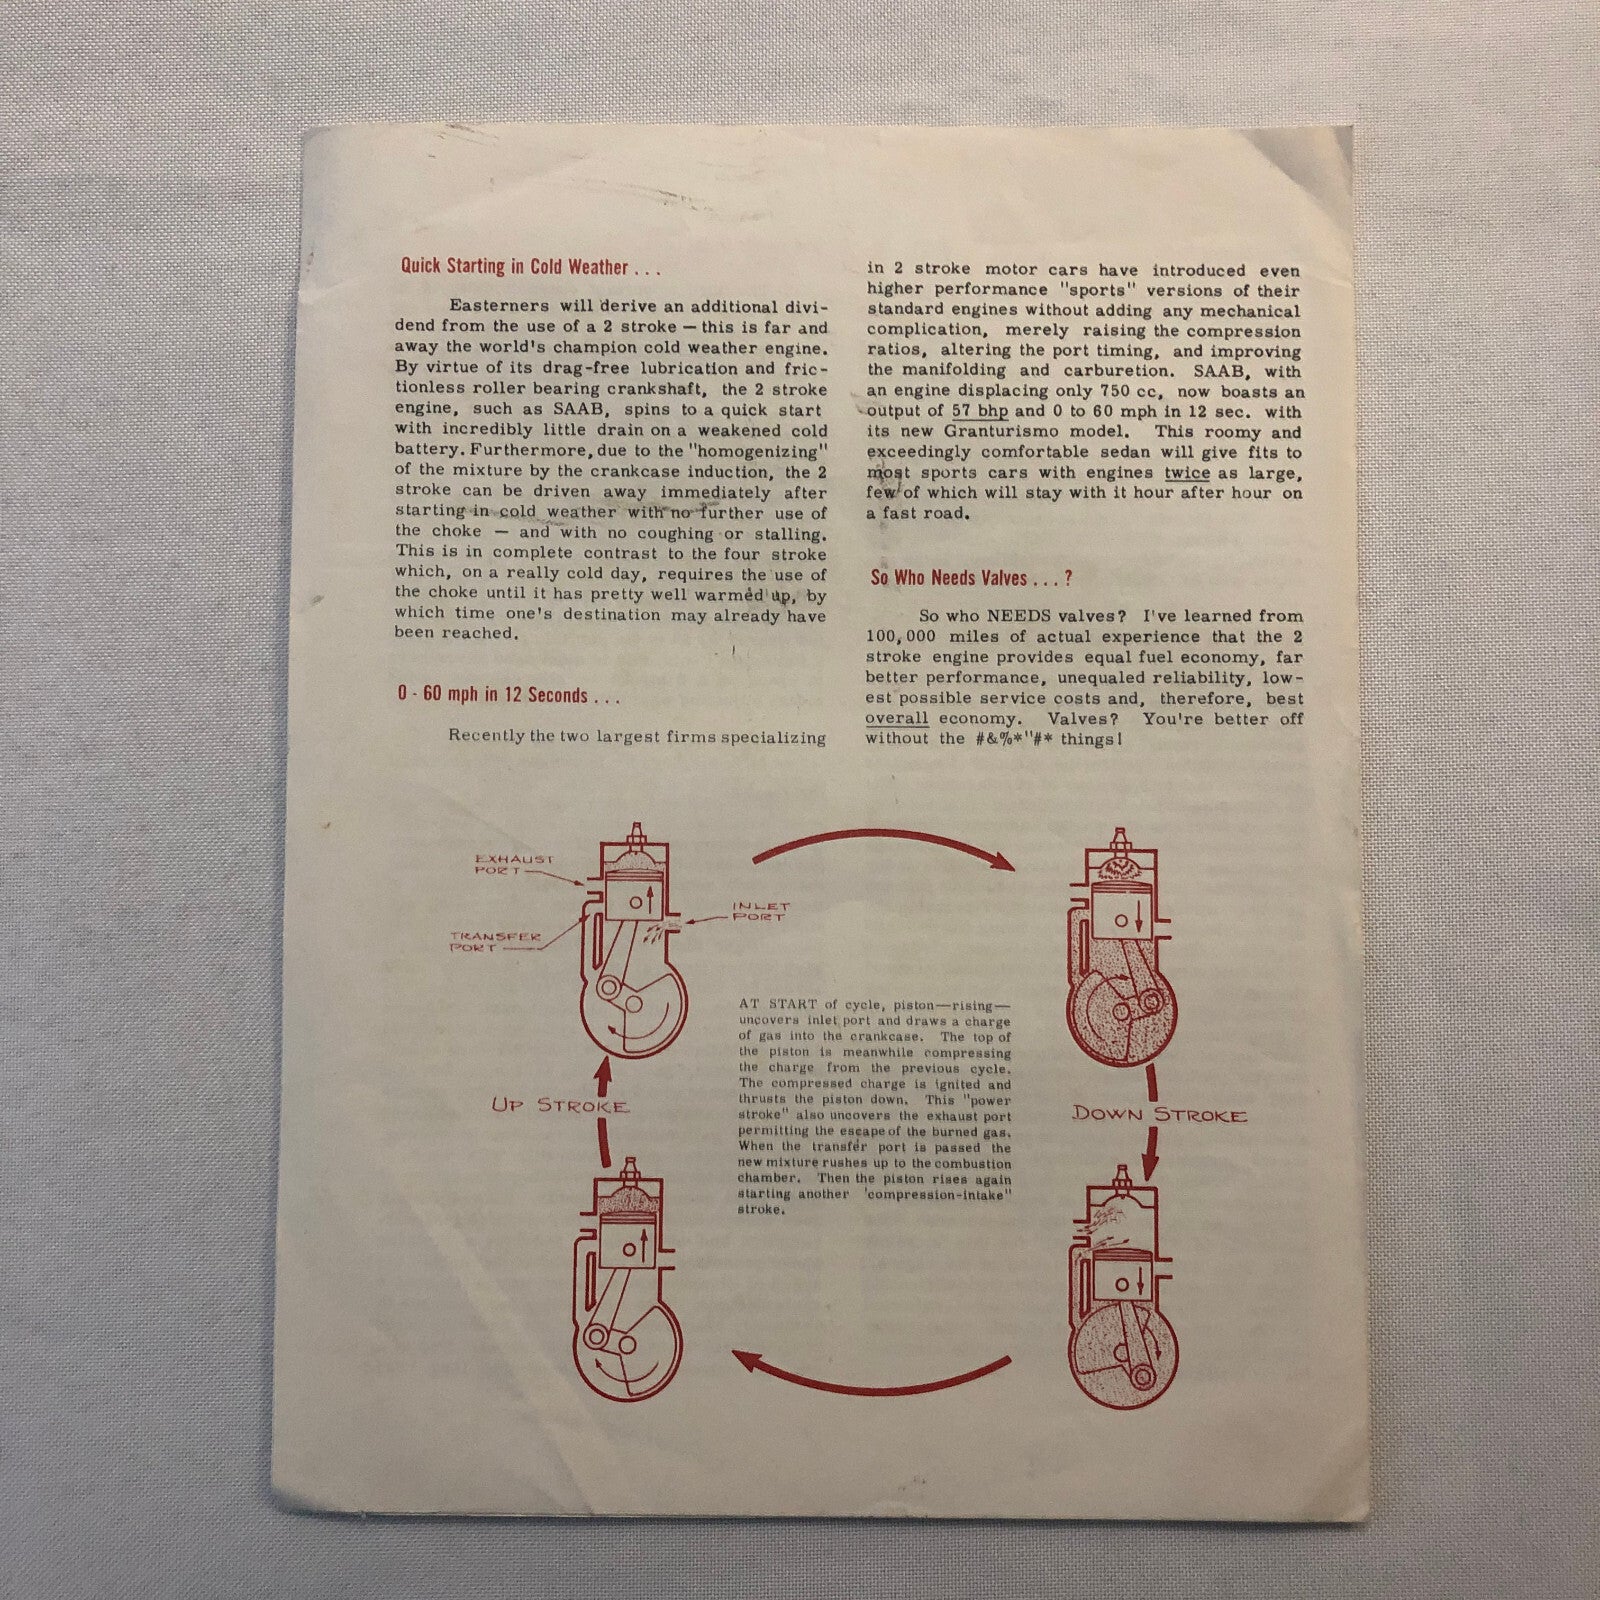 Quick Starting in Cold Weather . . .
Easterners will derive an additional divi-
dend from the use of a 2 stroke — this is far and
away the world's champion cold weather engine.
By virtue of its drag-free lubrication and fric-
tionless roller bearing crankshaft, the 2 stroke
engine, such as SAAB, spins to a quick start
with incredibly little drain on a weakened cold
battery. Furthermore, due to the "homogenizing"
of the mixture by the crankcase induction, the 2
stroke can be driven away immediately after
starting in cold weather with no further use of
the choke — and with no coughing or stalling.
This is in complete contrast to the four stroke
which, on a really cold day, requires the use of
the choke until it has pretty well warmed up, by
which time one's destination may already have
been reached.
0 - 60 mph in 12 Seconds . . .
Recently the two largest firms specializing
in 2 stroke motor cars have introduced even
higher performance "sports" versions of their
standard engines without adding any mechanical
complication, merely raising the compression
ratios, altering the port timing, and improving
the manifolding and carburetion. SAAB, with
an engine displacing only 750 cc, now boasts an
output of 57 bhp and 0 to 60 mph in 12 sec. with
its new Granturismo model. This roomy and
exceedingly comfortable sedan will give fits to
most sports cars with engines twice as large,
few of which will stay with it hour after hour on
a fast road.
So Who Needs Valves . . . ?
So who NEEDS valves? I've learned from
100,000 miles of actual experience that the 2
stroke engine provides equal fuel economy, far
better performance, unequaled reliability, low-
est possible service costs and, therefore, best
overall economy. Valves? You're better off
without the #&%*"#* things!
EXHAUST
PORT
TRANSFER
PORT
INLET
PORT
AT START of cycle, piston—rising—
uncovers inlet port and draws a charge
of gas into the crankcase. The top of
the piston is meanwhile compressing
the charge from the previous cycle.
The compressed charge is ignited and
thrusts the piston down. This "power
stroke" also uncovers the exhaust port
permitting the escape of the burned gas.
When the transfer port is passed the
new mixture rushes up to the combustion
chamber. Then the piston rises again
starting another 'compression-intake"
stroke.
UP STROKE
DOWN STROKE